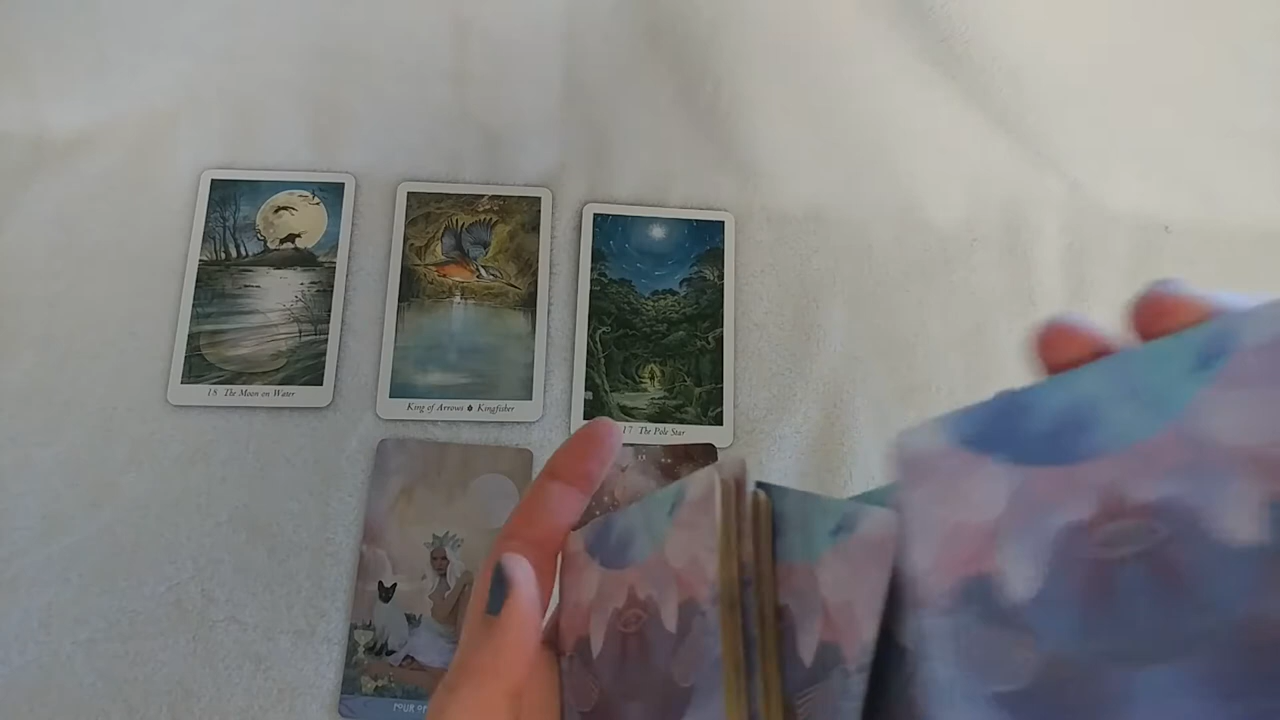 18 The Moon on Water
King of Arrows Kingfisher
17 The Pole Star
FOUR OF